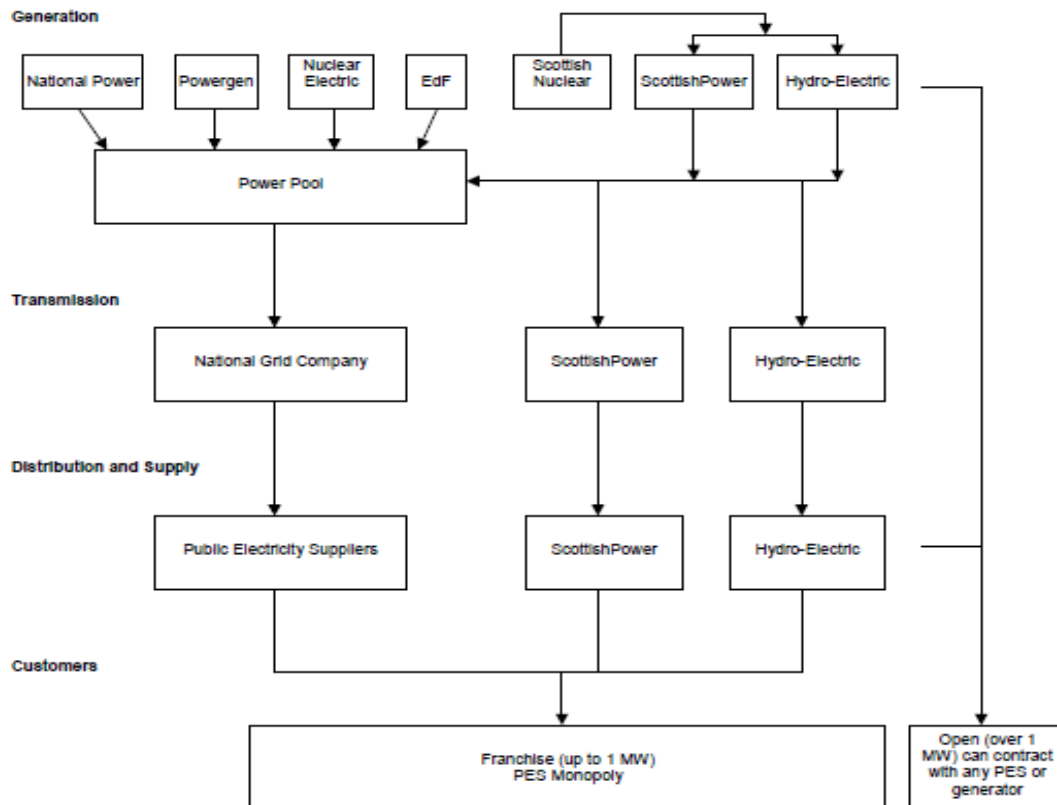 Generation
National Power
Powergen
Nuclear
Electric
EdF
Scottish
Nuclear
ScottishPower
Hydro-Electric
Power Pool
Transmission
National Grid Company
ScottishPower
Hydro-Electric
Distribution and Supply
Public Electricity Suppliers
ScottishPower
Hydro-Electric
Customers
Franchise (up to 1 MW)
PES Monopoly
Open (over 1
MW) can contract
with any PES or
generator